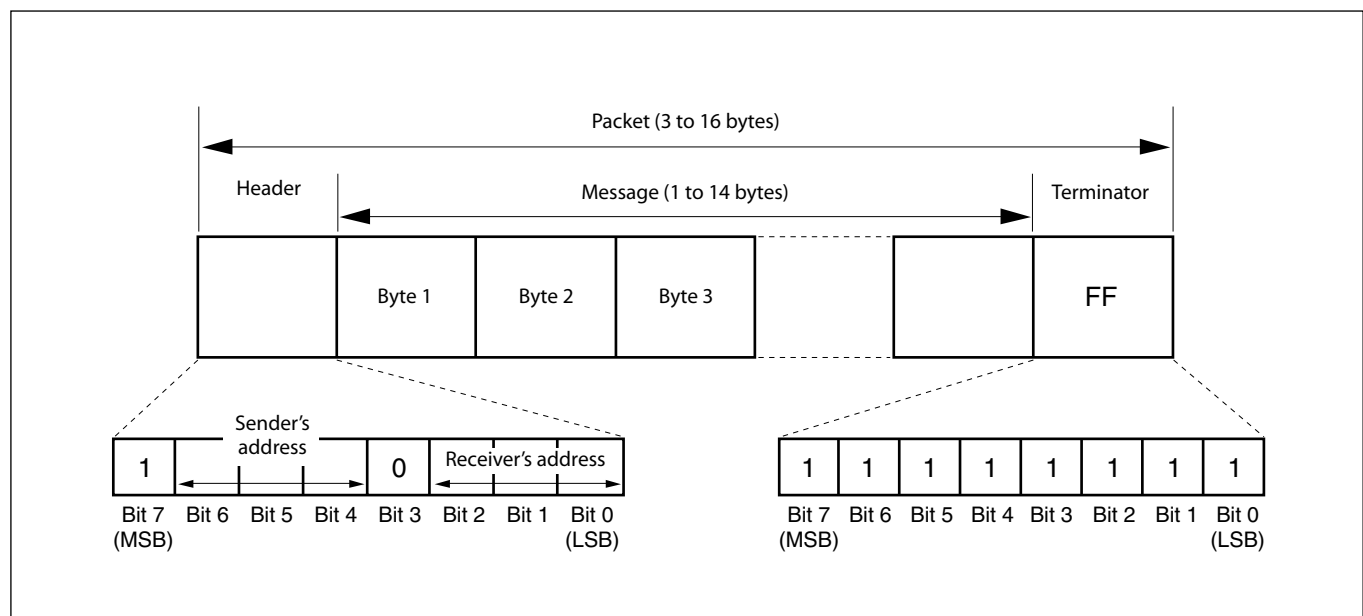 Packet (3 to 16 bytes)
Header
Message (1 to 14 bytes)
Terminator
Byte 1
Byte 2
Byte 3
FF
Sender’s
address
1
0
Receiver’s address
Bit 7 Bit 6 Bit 5 Bit 4 Bit 3 Bit 2 Bit 1 Bit 0
(MSB) (LSB)
1 1 1 1 1 1 1 1
Bit 7 Bit 6 Bit 5 Bit 4 Bit 3 Bit 2 Bit 1 Bit 0
(MSB) (LSB)